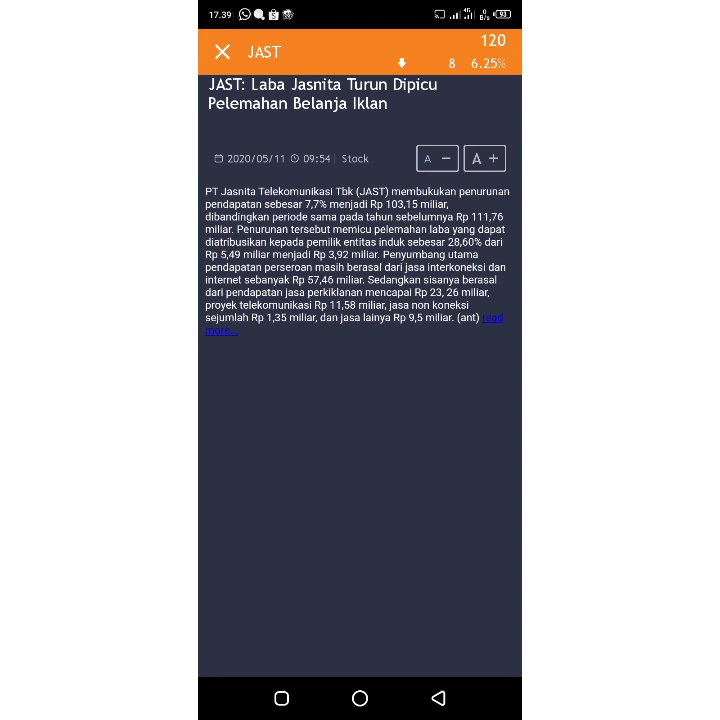 17.39
4G
0
B/s
93
JAST
120
8 6.25%
JAST: Laba Jasnita Turun Dipicu
Pelemahan Belanja Iklan
2020/05/11 09:54 Stock
A −
A +
PT Jasnita Telekomunikasi Tbk (JAST) membukukan penurunan
pendapatan sebesar 7,7% menjadi Rp 103,15 miliar,
dibandingkan periode sama pada tahun sebelumnya Rp 111,76
miliar. Penurunan tersebut memicu pelemahan laba yang dapat
diatribusikan kepada pemilik entitas induk sebesar 28,60% dari
Rp 5,49 miliar menjadi Rp 3,92 miliar. Penyumbang utama
pendapatan perseroan masih berasal dari jasa interkoneksi dan
internet sebanyak Rp 57,46 miliar. Sedangkan sisanya berasal
dari pendapatan jasa perkiklanan mencapai Rp 23, 26 miliar,
proyek telekomunikasi Rp 11,58 miliar, jasa non koneksi
sejumlah Rp 1,35 miliar, dan jasa lainya Rp 9,5 miliar. (ant) read
more...